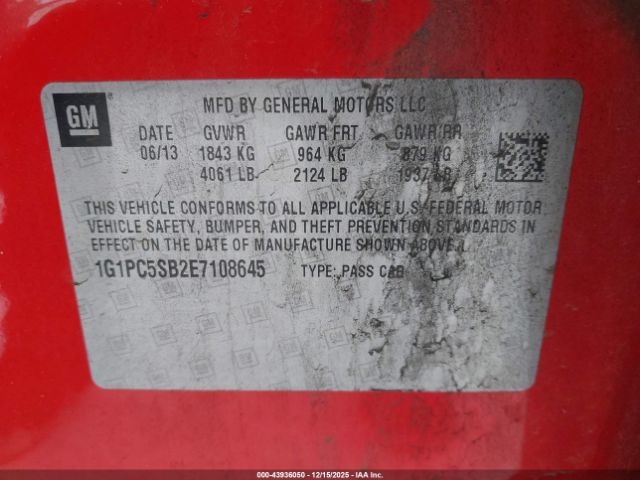 GM
MFD BY GENERAL MOTORS LLC
DATE GVWR GAWR FRT GAWR RR
06/13 1843 KG 964 KG 879 KG
4061 LB 2124 LB 1937 LB
THIS VEHICLE CONFORMS TO ALL APPLICABLE U.S. FEDERAL MOTOR
VEHICLE SAFETY, BUMPER, AND THEFT PREVENTION STANDARDS IN
EFFECT ON THE DATE OF MANUFACTURE SHOWN ABOVE.
1G1PC5SB2E7108645 TYPE: PASS CAR
000-43936050 - 12/15/2025 - IAA Inc.